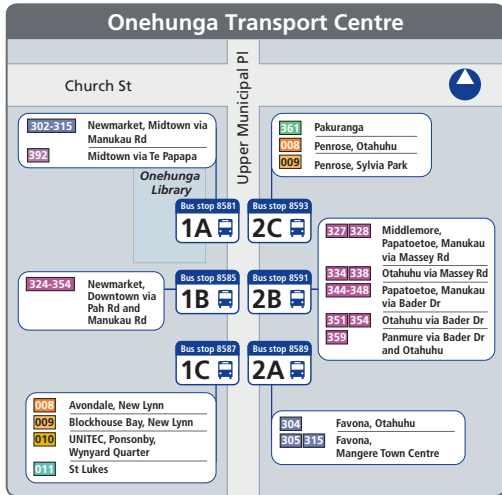 Onehunga Transport Centre
Church St
Upper Municipal Pl
302-315 Newmarket, Midtown via
Manukau Rd
392 Midtown via Te Papapa
361 Pakuranga
008 Penrose, Otahuhu
009 Penrose, Sylvia Park
Onehunga
Library
Bus stop 8581
1A
Bus stop 8593
2C
327 328 Middlemore,
Papatoetoe, Manukau
via Massey Rd
334 338 Otahuhu via Massey Rd
344-348 Papatoetoe, Manukau
via Bader Dr
351 354 Otahuhu via Bader Dr
359 Panmure via Bader Dr
and Otahuhu
324-354 Newmarket,
Downtown via
Pah Rd and
Manukau Rd
Bus stop 8585
1B
Bus stop 8591
2B
Bus stop 8587
1C
Bus stop 8589
2A
008 Avondale, New Lynn
009 Blockhouse Bay, New Lynn
010 UNITEC, Ponsonby,
Wynyard Quarter
011 St Lukes
304 Favona, Otahuhu
305 315 Favona,
Mangere Town Centre